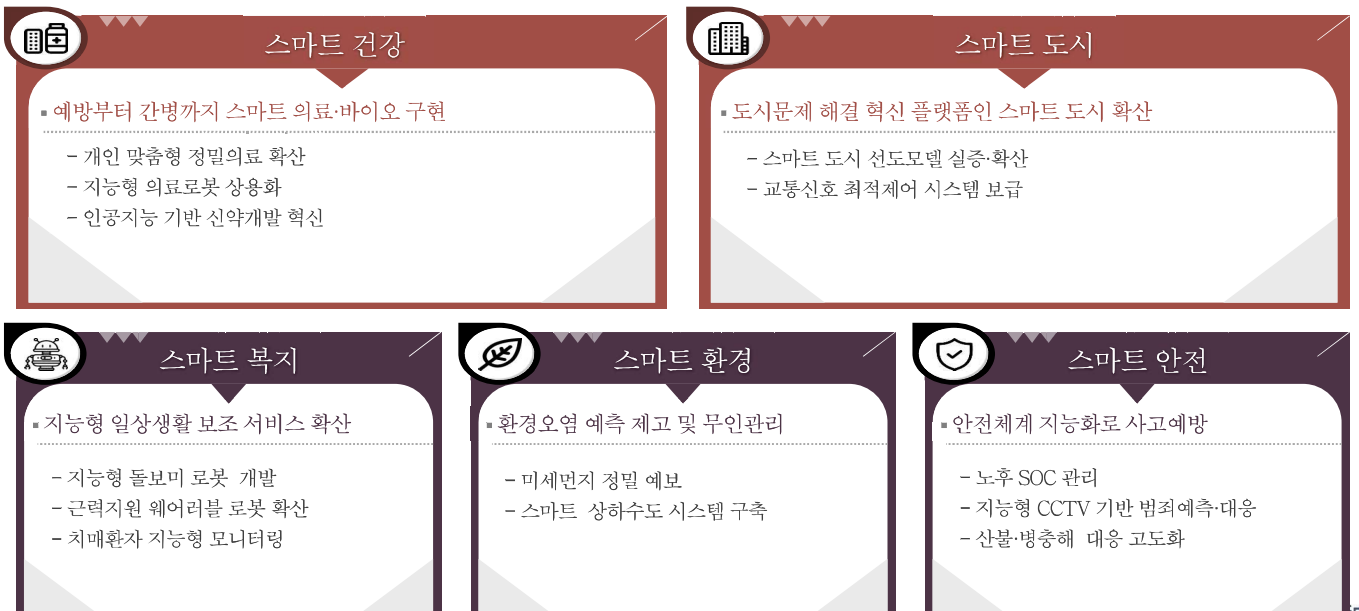 스마트 건강
▪ 예방부터 간병까지 스마트 의료·바이오 구현
– 개인 맞춤형 정밀의료 확산
– 지능형 의료로봇 상용화
– 인공지능 기반 신약개발 혁신
스마트 도시
▪ 도시문제 해결 혁신 플랫폼인 스마트 도시 확산
– 스마트 도시 선도모델 실증·확산
– 교통신호 최적제어 시스템 보급
스마트 복지
▪ 지능형 일상생활 보조 서비스 확산
– 지능형 돌보미 로봇 개발
– 근력지원 웨어러블 로봇 확산
– 치매환자 지능형 모니터링
스마트 환경
▪ 환경오염 예측 제고 및 무인관리
– 미세먼지 정밀 예보
– 스마트 상하수도 시스템 구축
스마트 안전
▪ 안전체계 지능화로 사고예방
– 노후 SOC 관리
– 지능형 CCTV 기반 범죄예측·대응
– 산불·병충해 대응 고도화